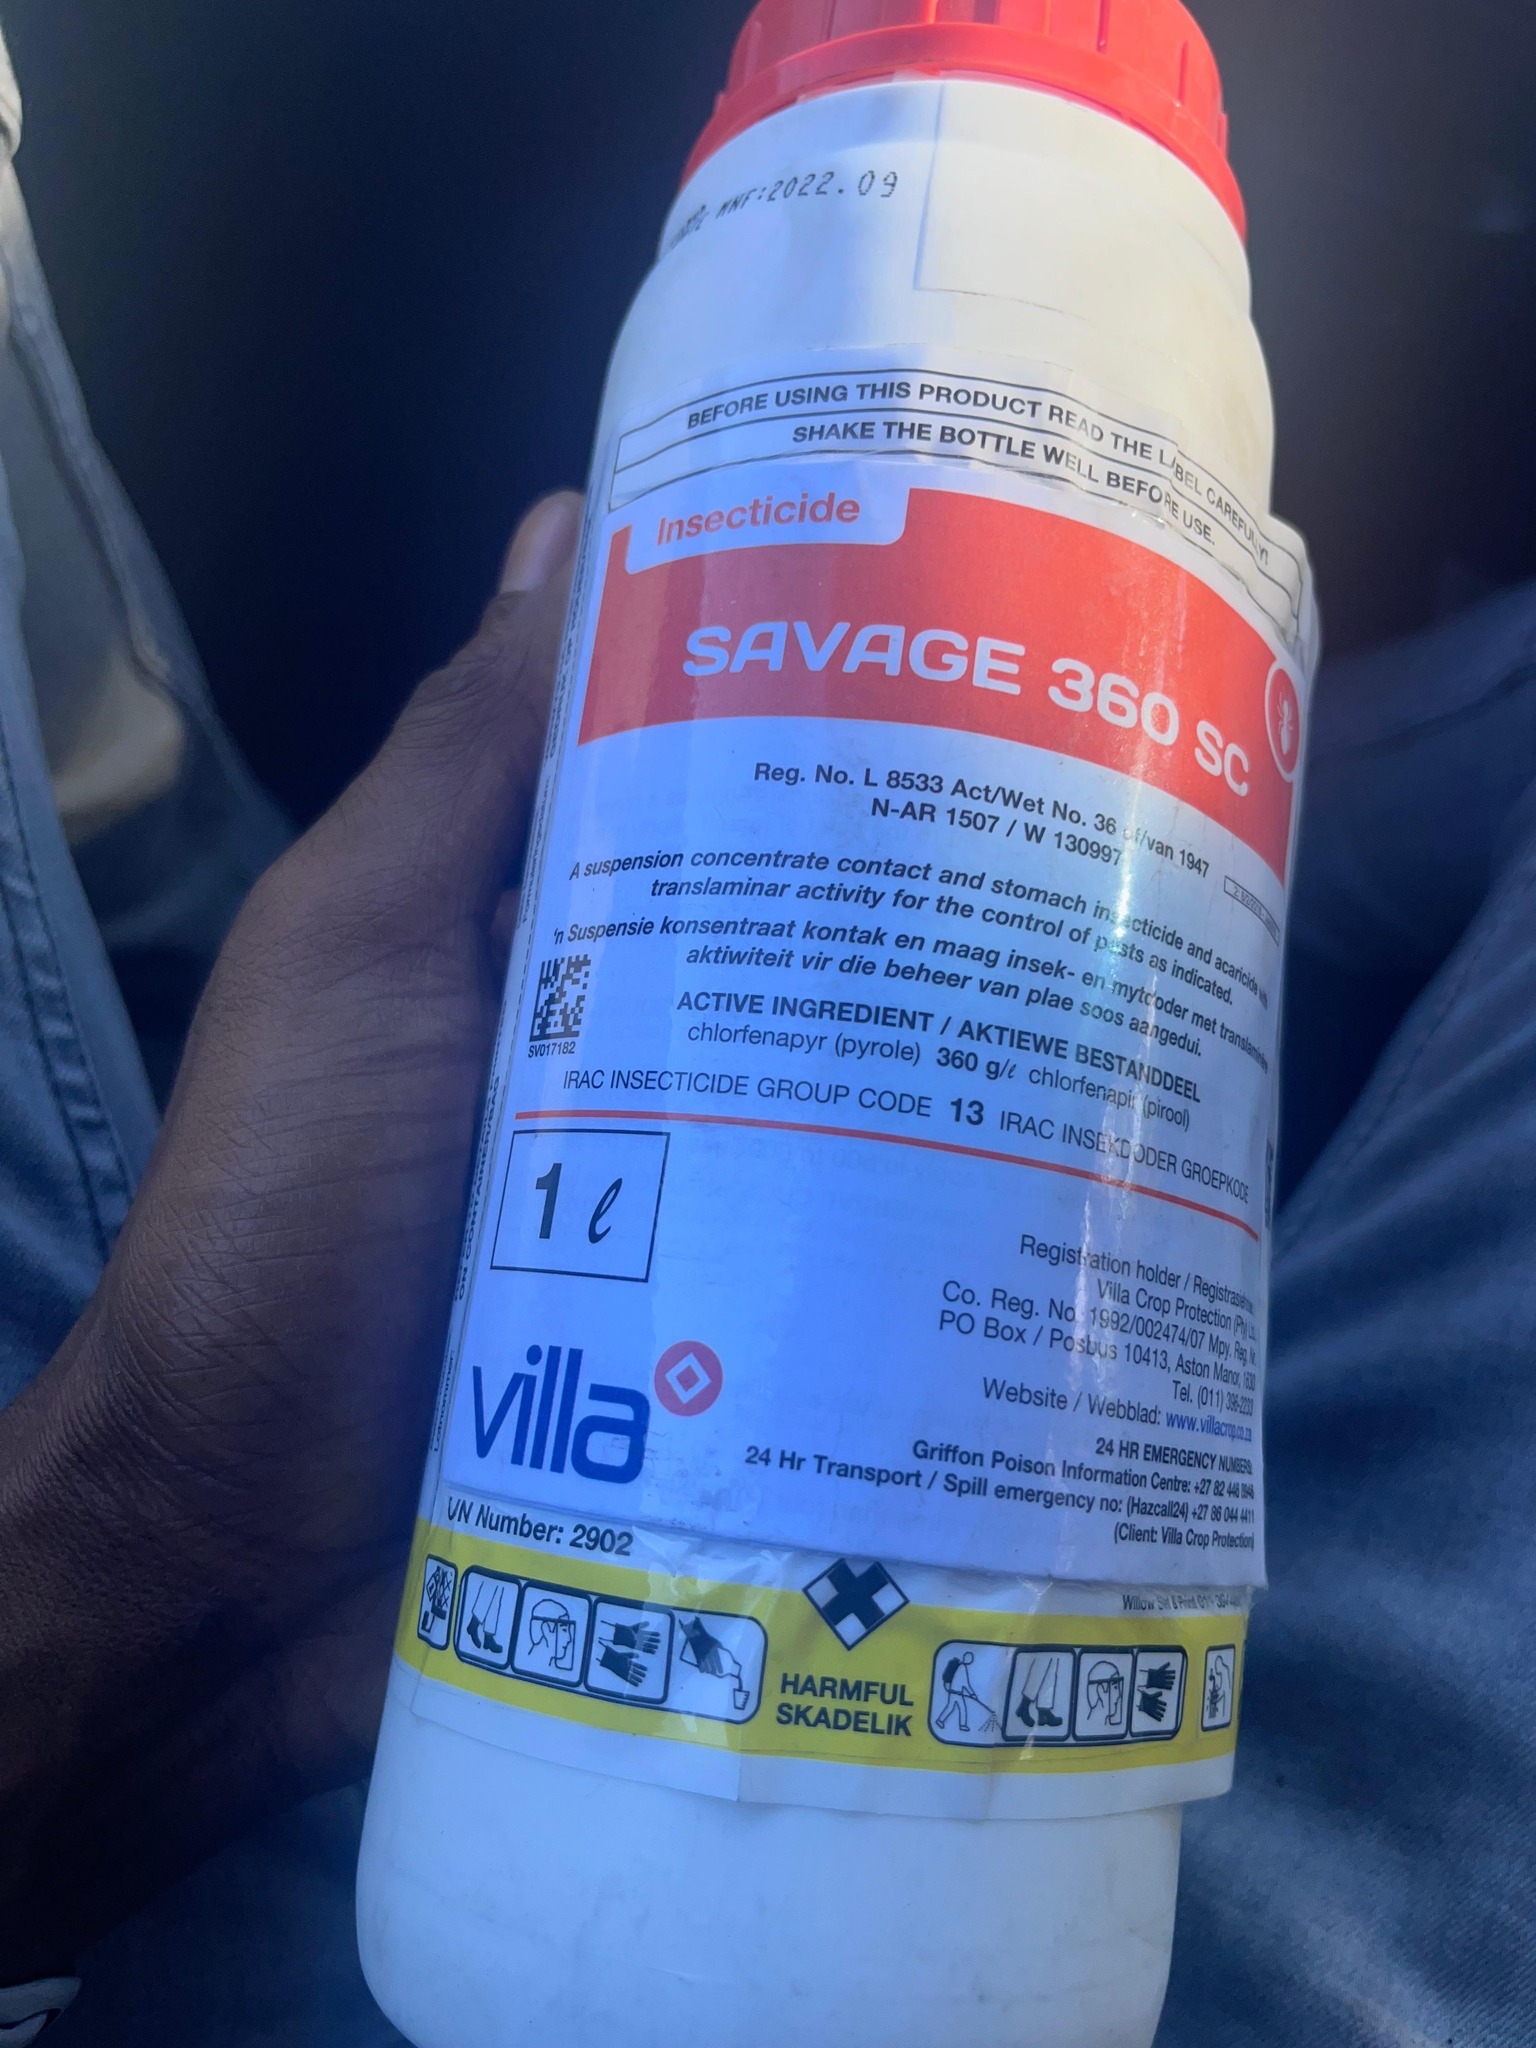 MNF:2022.09
BEFORE USING THIS PRODUCT READ THE LABEL CAREFULLY!
SHAKE THE BOTTLE WELL BEFORE USE.
Insecticide
SAVAGE 360 SC
Reg. No. L 8533 Act/Wet No. 36 of/van 1947
N-AR 1507 / W 130997
A suspension concentrate contact and stomach insecticide and acaricide with
translaminar activity for the control of pests as indicated.
'n Suspensie konsentraat kontak en maag insek- en mytdoder met translaminêre
aktiwiteit vir die beheer van plae soos aangedui.
SV017182
ACTIVE INGREDIENT / AKTIEWE BESTANDDEEL
chlorfenapyr (pyrole) 360 g/ℓ chlorfenapir (pirool)
IRAC INSECTICIDE GROUP CODE 13 IRAC INSEKDODER GROEPKODE
1 ℓ
Registration holder /
Villa Crop Protection (Pty) Ltd.
Co. Reg. No. 1992/002474/07 Mpy. Reg. Nr.
PO Box / Posbus 10413, Aston Manor, 1630
Tel. (011) 396-2233
Website / Webblad: www.villacrop.co.za
villa
24 HR EMERGENCY NUMBERS:
Griffon Poison Information Centre: +27 82 446 8946
24 Hr Transport / Spill emergency no: (Hazcall24) +27 86 044 4411
(Client: Villa Crop Protection)
UN Number: 2902
HARMFUL
SKADELIK